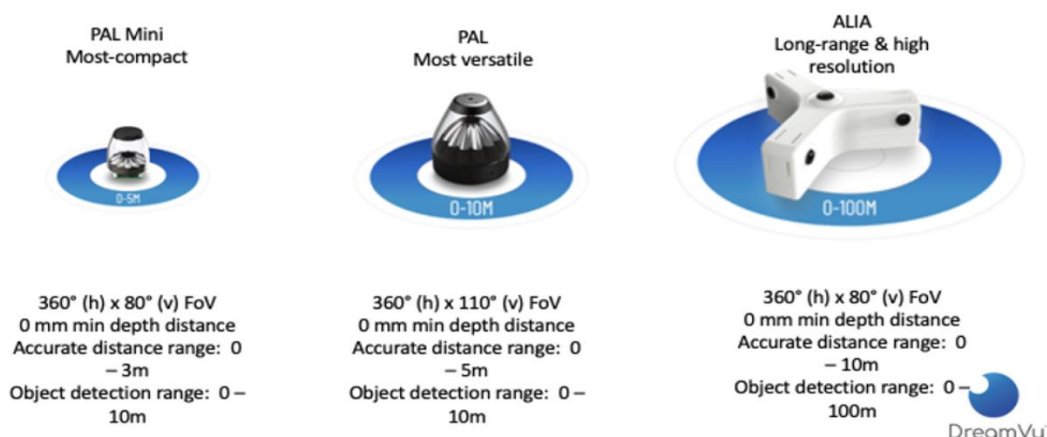 PAL Mini
Most-compact
0-5M
360° (h) x 80° (v) FoV
0 mm min depth distance
Accurate distance range:  0
– 3m
Object detection range:  0 –
10m
PAL
Most versatile
0-10M
360° (h) x 110° (v) FoV
0 mm min depth distance
Accurate distance range:  0
– 5m
Object detection range:  0 –
10m
ALIA
Long-range & high
resolution
0-100M
360° (h) x 80° (v) FoV
0 mm min depth distance
Accurate distance range:  0
– 10m
Object detection range:  0 –
100m
DreamVu